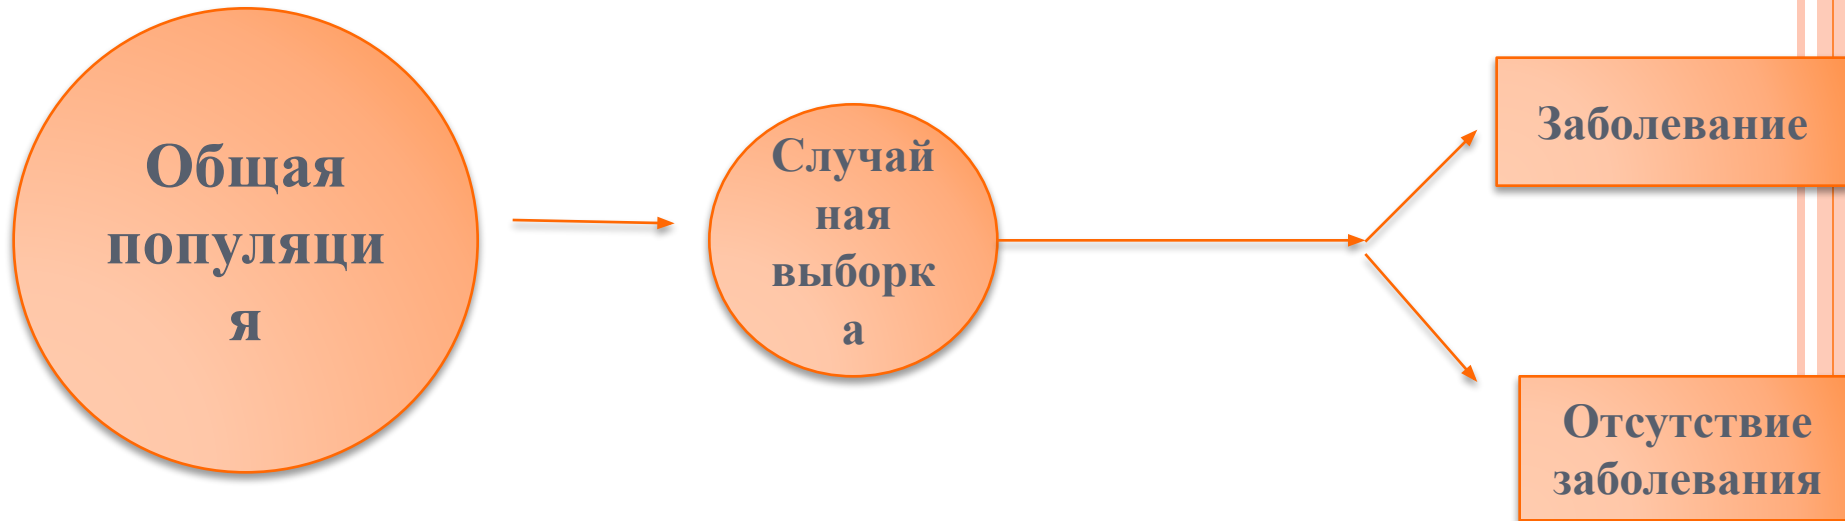 Общая
популяци
я
Случай
ная
выборк
а
Заболевание
Отсутствие
заболевания